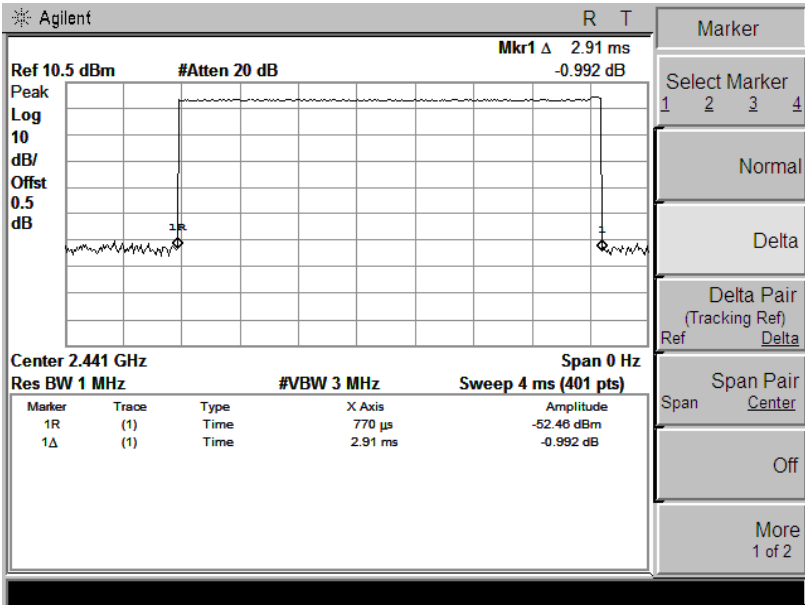 Agilent R T
Mkr1 Δ 2.91 ms
Ref 10.5 dBm #Atten 20 dB -0.992 dB
Peak
Log
10
dB/
Offst
0.5
dB
1R
1
Center 2.441 GHz Span 0 Hz
Res BW 1 MHz #VBW 3 MHz Sweep 4 ms (401 pts)
Marker Trace Type X Axis Amplitude
1R (1) Time 770 µs -52.46 dBm
1Δ (1) Time 2.91 ms -0.992 dB
Marker
Select Marker
1 2 3 4
Normal
Delta
Delta Pair
(Tracking Ref)
Ref Delta
Span Pair
Span Center
Off
More
1 of 2